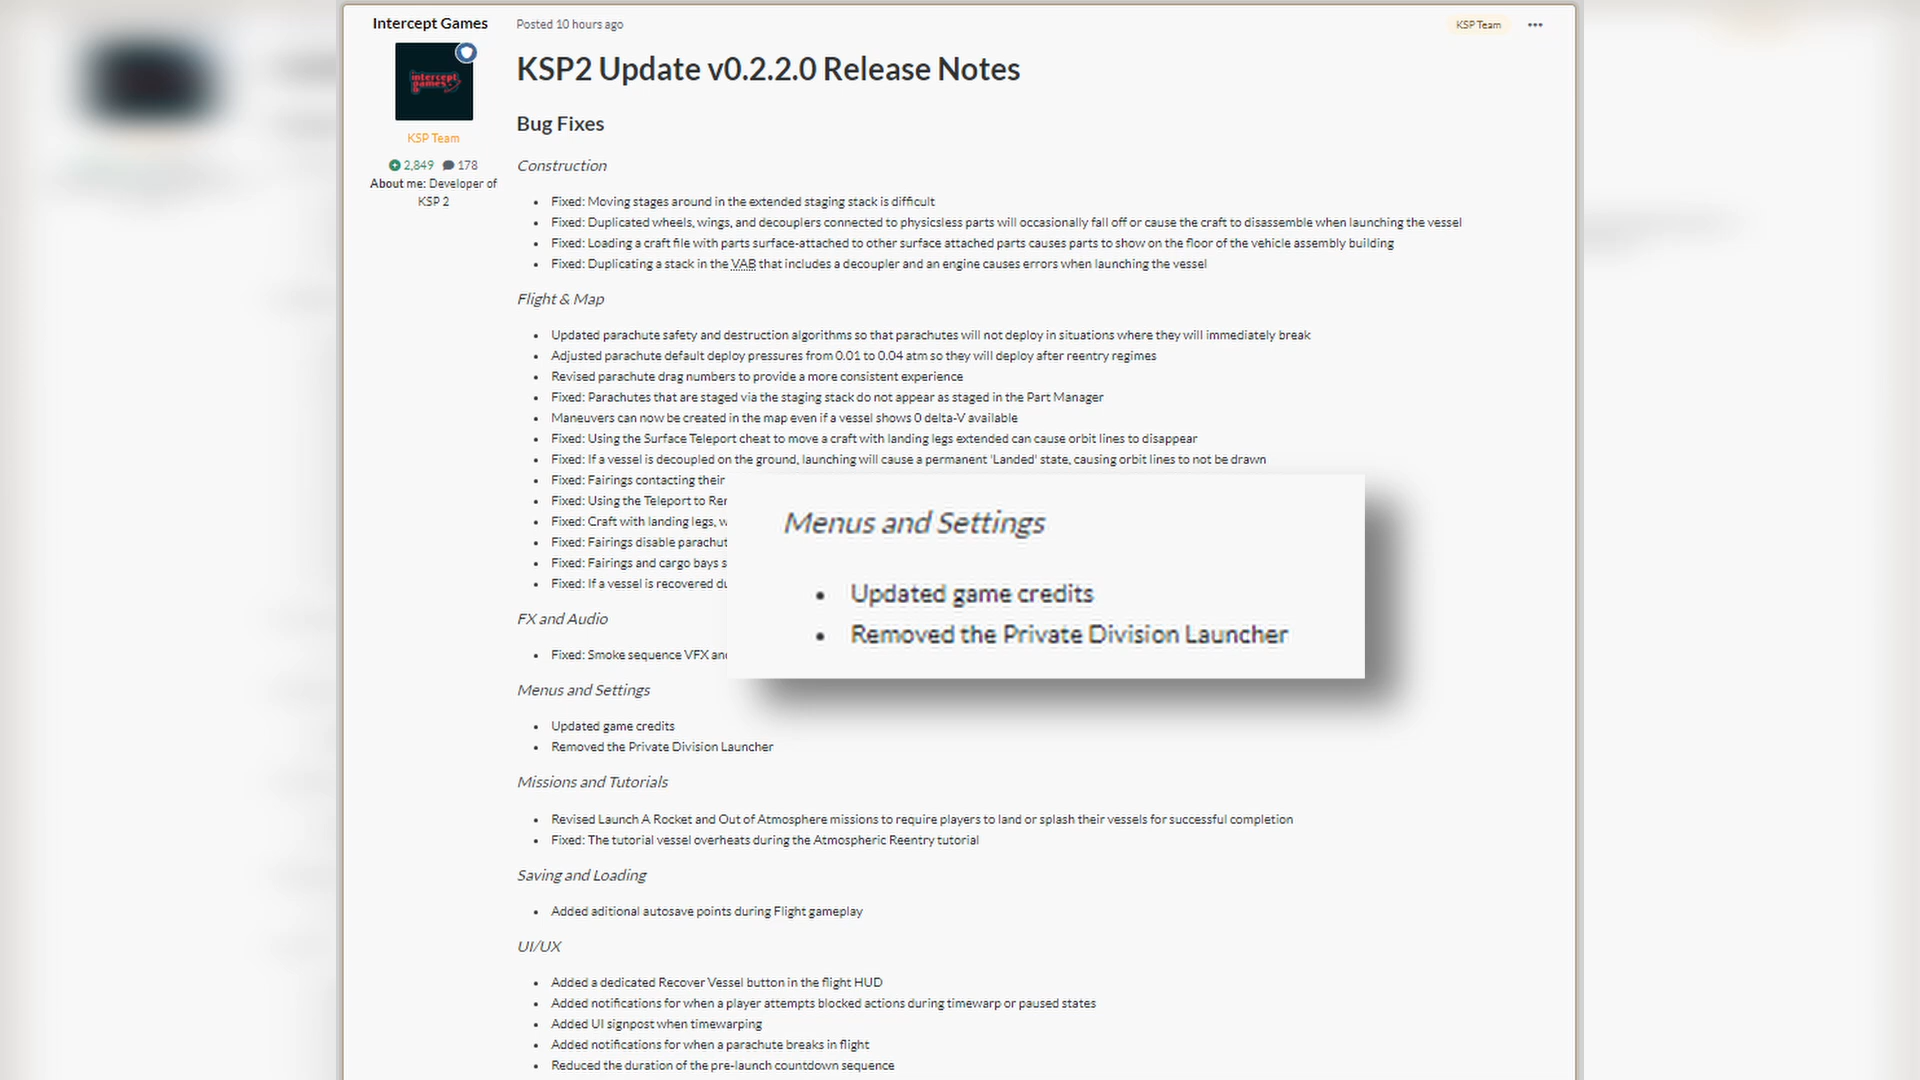 Intercept Games
Posted 10 hours ago
KSP Team
KSP2 Update v0.2.2.0 Release Notes
intercept
games
KSP Team
2,849 178
About me: Developer of
KSP 2
Bug Fixes
Construction
• Fixed: Moving stages around in the extended staging stack is difficult
• Fixed: Duplicated wheels, wings, and decouplers connected to physicsless parts will occasionally fall off or cause the craft to disassemble when launching the vessel
• Fixed: Loading a craft file with parts surface-attached to other surface attached parts causes parts to show on the floor of the vehicle assembly building
• Fixed: Duplicating a stack in the VAB that includes a decoupler and an engine causes errors when launching the vessel
Flight & Map
• Updated parachute safety and destruction algorithms so that parachutes will not deploy in situations where they will immediately break
• Adjusted parachute default deploy pressures from 0.01 to 0.04 atm so they will deploy after reentry regimes
• Revised parachute drag numbers to provide a more consistent experience
• Fixed: Parachutes that are staged via the staging stack do not appear as staged in the Part Manager
• Maneuvers can now be created in the map even if a vessel shows 0 delta-V available
• Fixed: Using the Surface Teleport cheat to move a craft with landing legs extended can cause orbit lines to disappear
• Fixed: If a vessel is decoupled on the ground, launching will cause a permanent 'Landed' state, causing orbit lines to not be drawn
• Fixed: Fairings contacting their
• Fixed: Using the Teleport to
• Fixed: Craft with landing legs,
• Fixed: Fairings disable
• Fixed: Fairings and cargo bays
• Fixed: If a vessel is recovered
FX and Audio
• Fixed: Smoke sequence VFX
Menus and Settings
• Updated game credits
• Removed the Private Division Launcher
Menus and Settings
• Updated game credits
• Removed the Private Division Launcher
Missions and Tutorials
• Revised Launch A Rocket and Out of Atmosphere missions to require players to land or splash their vessels for successful completion
• Fixed: The tutorial vessel overheats during the Atmospheric Reentry tutorial
Saving and Loading
• Added aditional autosave points during Flight gameplay
UI/UX
• Added a dedicated Recover Vessel button in the flight HUD
• Added notifications for when a player attempts blocked actions during timewarp or paused states
• Added UI signpost when timewarping
• Added notifications for when a parachute breaks in flight
• Reduced the duration of the pre-launch countdown sequence